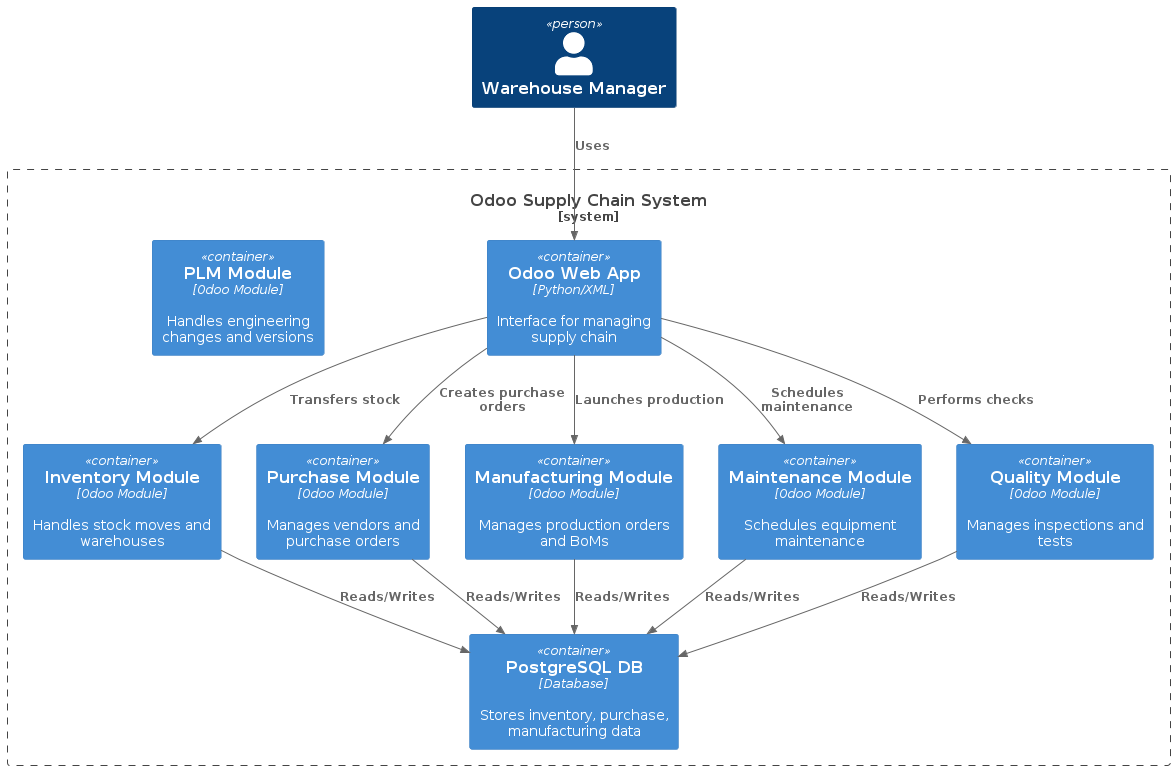 «person»
Warehouse Manager
Uses
Odoo Supply Chain System
[system]
«container»
PLM Module
[Odoo Module]
Handles engineering
changes and versions
«container»
Odoo Web App
[Python/XML]
Interface for managing
supply chain
Transfers stock
Creates purchase
orders
Launches production
Schedules
maintenance
Performs checks
«container»
Inventory Module
[Odoo Module]
Handles stock moves and
warehouses
«container»
Purchase Module
[Odoo Module]
Manages vendors and
purchase orders
«container»
Manufacturing Module
[Odoo Module]
Manages production orders
and BoMs
«container»
Maintenance Module
[Odoo Module]
Schedules equipment
maintenance
«container»
Quality Module
[Odoo Module]
Manages inspections and
tests
Reads/Writes
Reads/Writes
Reads/Writes
Reads/Writes
Reads/Writes
«container»
PostgreSQL DB
[Database]
Stores inventory, purchase,
manufacturing data